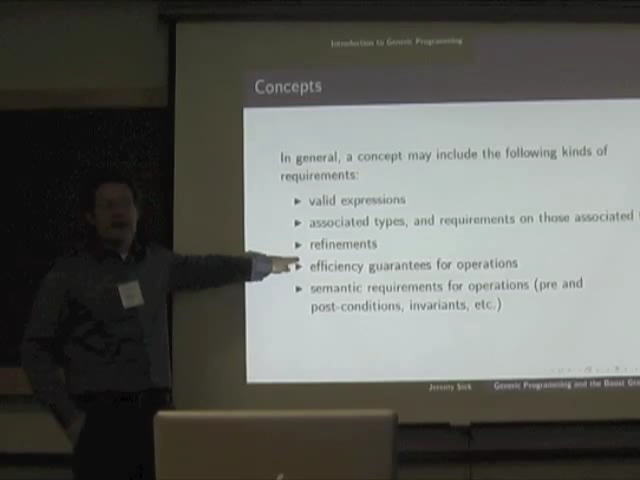 Introduction to Generic Programming
Concepts
In general, a concept may include the following kinds of
requirements:
▶ valid expressions
▶ associated types, and requirements on those associated
▶ refinements
▶ efficiency guarantees for operations
▶ semantic requirements for operations (pre and
post-conditions, invariants, etc.)
Jeremy Siek Generic Programming and the Boost